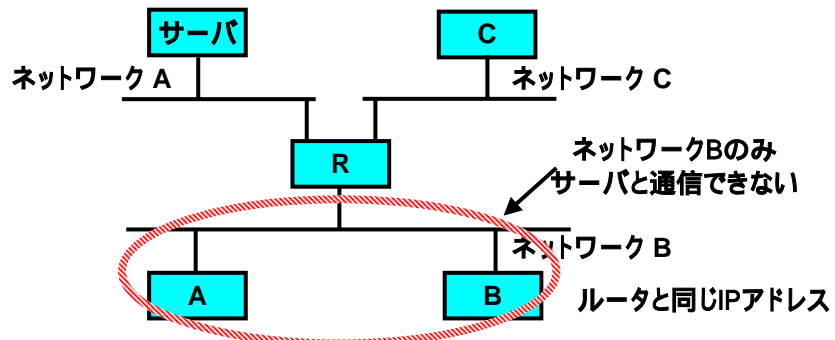 サーバ
C
ネットワーク A
ネットワーク C
R
ネットワークBのみ
サーバと通信できない
ネットワーク B
A
B
ルータと同じIPアドレス